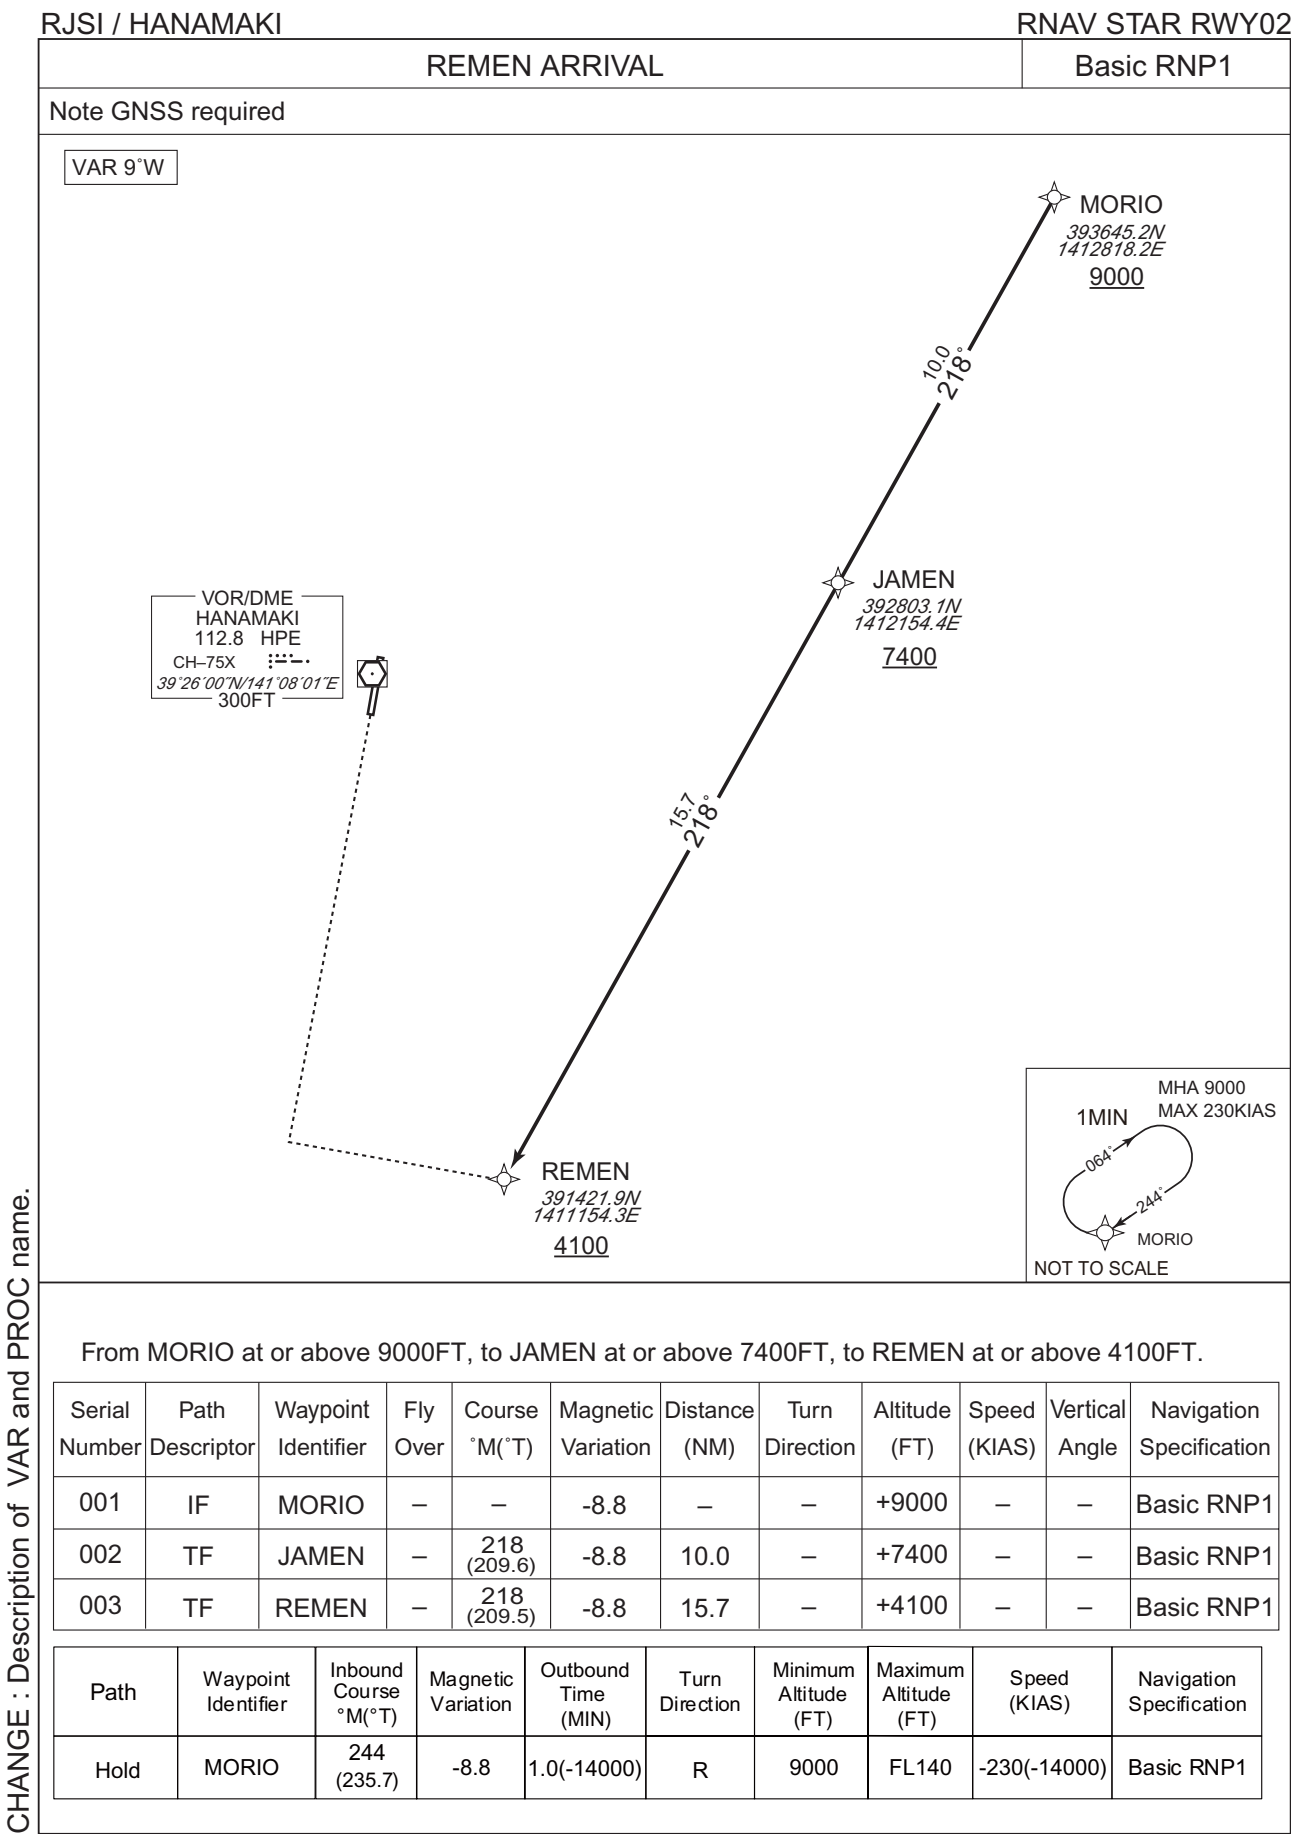 RJSI / HANAMAKI
RNAV STAR RWY02
REMEN ARRIVAL
Basic RNP1
Note GNSS required
VAR 9˚W
MORIO
393645.2N
1412818.2E
9000
10.0
218˚
JAMEN
392803.1N
1412154.4E
7400
VOR/DME
HANAMAKI
112.8 HPE
CH–75X
39˚26´00˝N/141˚08´01˝E
300FT
15.7
218˚
REMEN
391421.9N
1411154.3E
4100
MHA 9000
MAX 230KIAS
1MIN
064˚
244˚
MORIO
NOT TO SCALE
From MORIO at or above 9000FT, to JAMEN at or above 7400FT, to REMEN at or above 4100FT.
Serial Path Waypoint Fly Course Magnetic Distance Turn Altitude Speed Vertical Navigation
Number Descriptor Identifier Over ˚M(˚T) Variation (NM) Direction (FT) (KIAS) Angle Specification
001 IF MORIO – – -8.8 – – +9000 – – Basic RNP1
002 TF JAMEN – 218 (209.6) -8.8 10.0 – +7400 – – Basic RNP1
003 TF REMEN – 218 (209.5) -8.8 15.7 – +4100 – – Basic RNP1
Path Waypoint Identifier Inbound Course °M(°T) Magnetic Variation Outbound Time (MIN) Turn Direction Minimum Altitude (FT) Maximum Altitude (FT) Speed (KIAS) Navigation Specification
Hold MORIO 244 (235.7) -8.8 1.0(-14000) R 9000 FL140 -230(-14000) Basic RNP1
CHANGE : Description of VAR and PROC name.